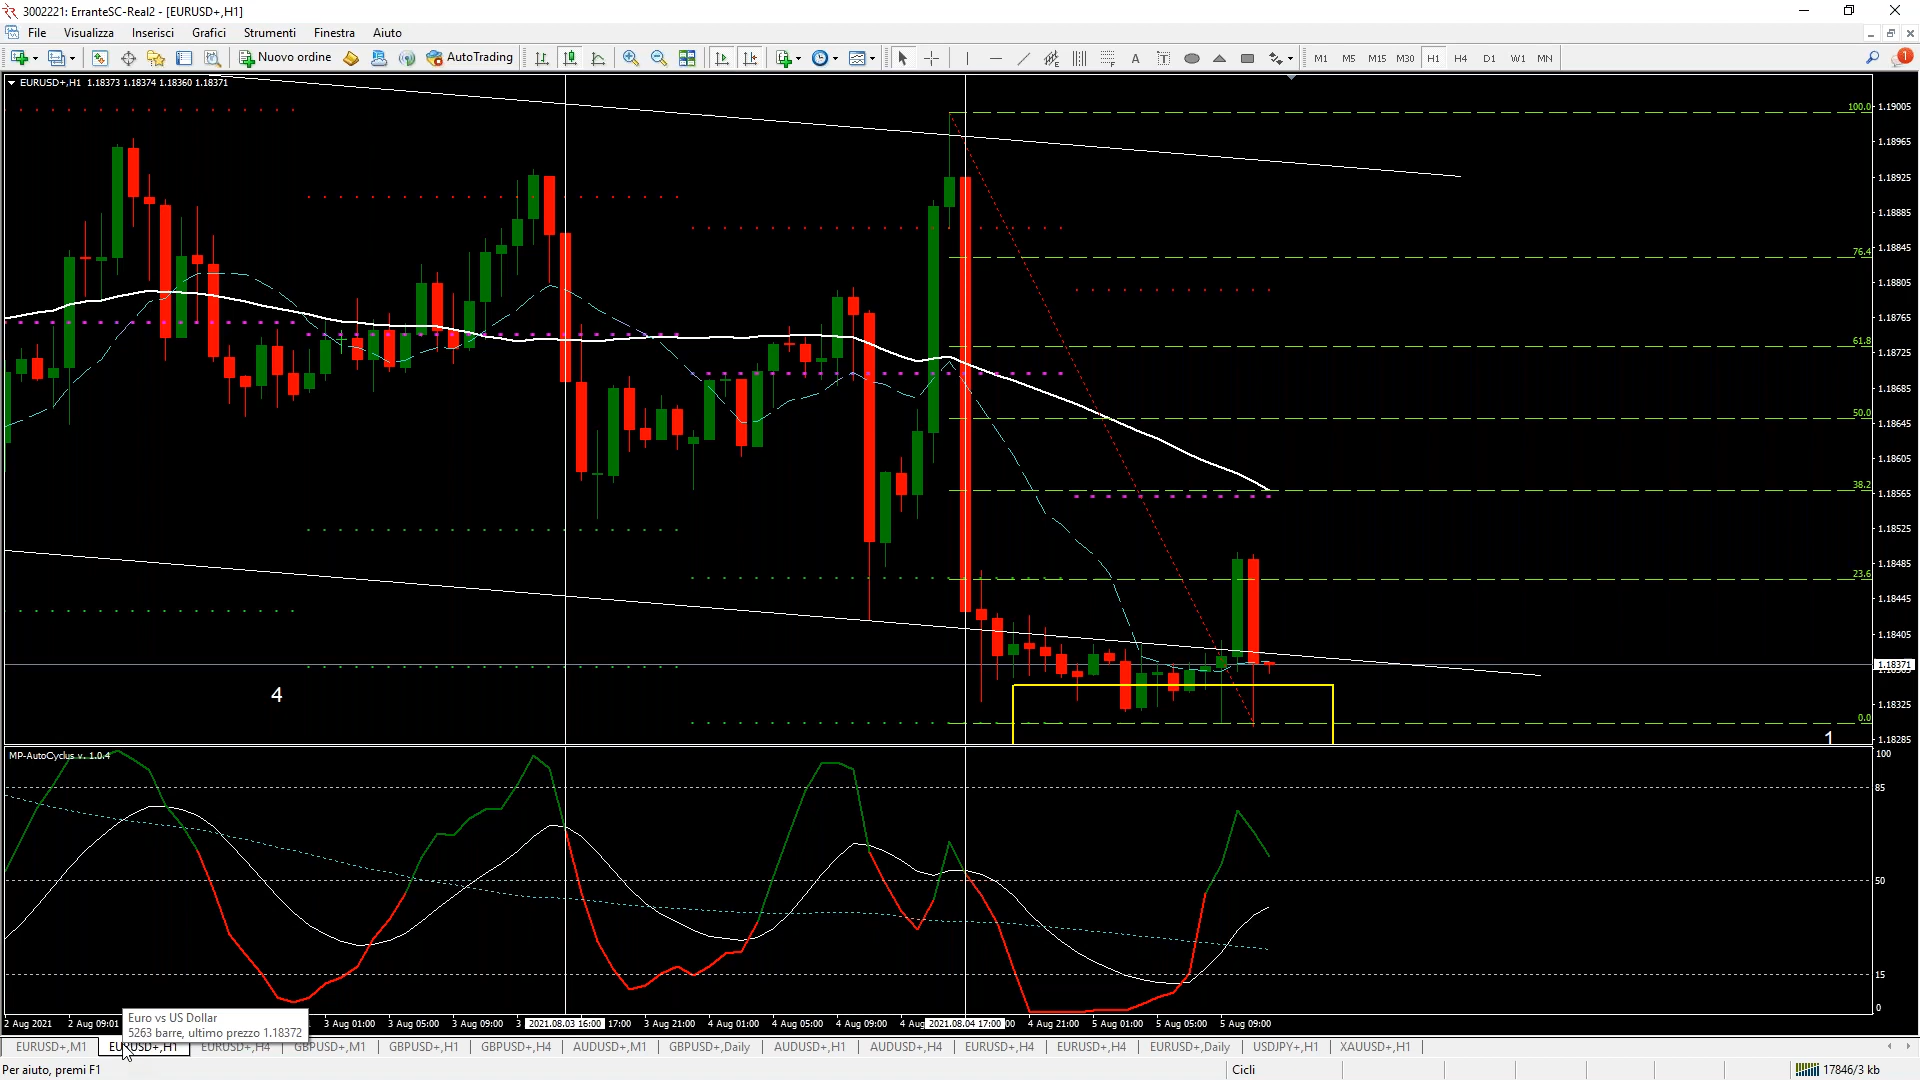 3002221: ErranteSC-Real2 - [EURUSD+,H1]
File Visualizza Inserisci Grafici Strumenti Finestra Aiuto
Nuovo ordine AutoTrading A T M1 M5 M15 M30 H1 H4 D1 W1 MN 1
EURUSD+,H1 1.18373 1.18374 1.18360 1.18371
100.0 1.19005
1.18965
1.18925
1.18885
76.4 1.18845
1.18805
1.18765
61.8
1.18725
1.18685
50.0
1.18645
1.18605
38.2
1.18565
1.18525
23.6 1.18485
1.18445
1.18405
1.18371
4
1.18325
0.0
1
1.18285
MP-AutoCyclus v. 1.0.4
100
85
50
15
0
2 Aug 2021 2 Aug 09:01 3 Aug 01:00 3 Aug 05:00 3 Aug 09:00 3 2021.08.03 16:00 17:00 3 Aug 21:00 4 Aug 01:00 4 Aug 05:00 4 Aug 09:00 4 Aug 2021.08.04 17:00 00 4 Aug 21:00 5 Aug 01:00 5 Aug 05:00 5 Aug 09:00
Euro vs US Dollar
5263 barre, ultimo prezzo 1.18372
EURUSD+,M1 EURUSD+,H1 EURUSD+,H4 GBPUSD+,M1 GBPUSD+,H1 GBPUSD+,H4 AUDUSD+,M1 GBPUSD+,Daily AUDUSD+,H1 AUDUSD+,H4 EURUSD+,H4 EURUSD+,H4 EURUSD+,Daily USDJPY+,H1 XAUUSD+,H1
Per aiuto, premi F1
Cicli
17846/3 kb